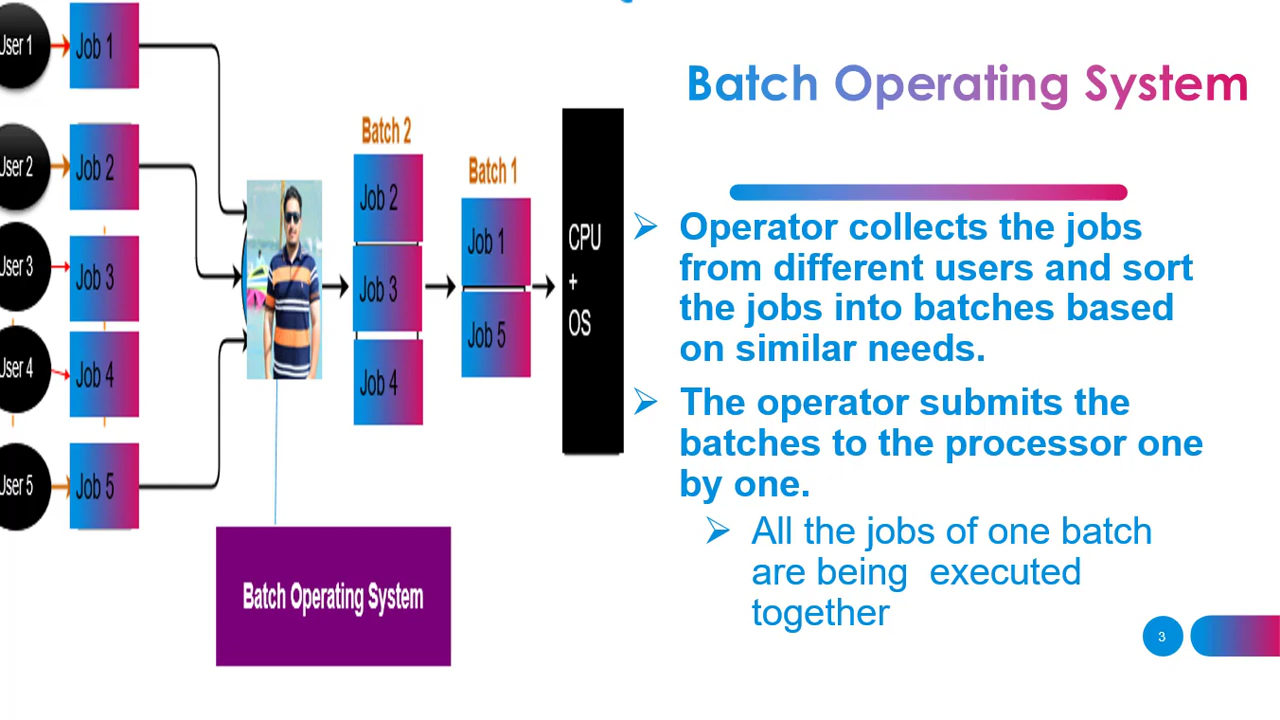 Batch Operating System
User 1
Job 1
User 2
Job 2
User 3
Job 3
User 4
Job 4
User 5
Job 5
Batch 2
Job 2
Job 3
Job 4
Batch 1
Job 1
Job 5
CPU
+
OS
Batch Operating System
Operator collects the jobs
from different users and sort
the jobs into batches based
on similar needs.
The operator submits the
batches to the processor one
by one.
All the jobs of one batch
are being executed
together
3